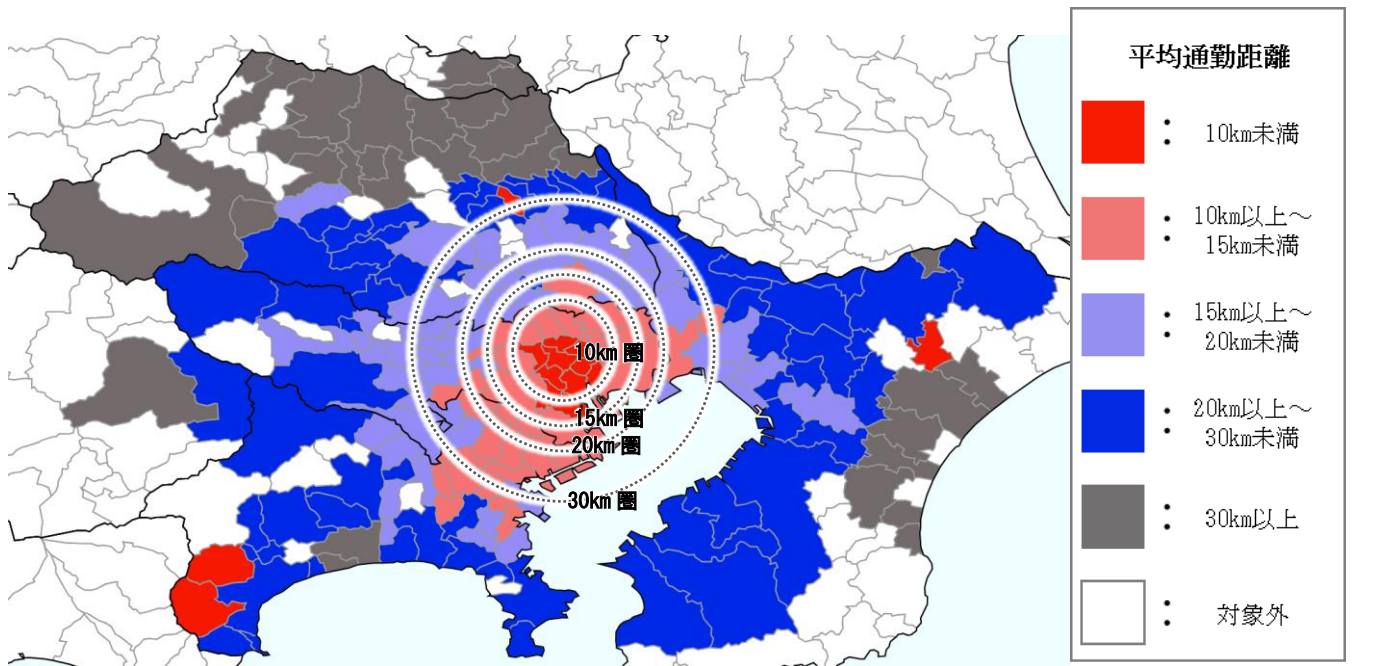 平均通勤距離
: 10km未満
: 10km以上～
15km未満
: 15km以上～
20km未満
: 20km以上～
30km未満
: 30km以上
: 対象外
10km圏
15km圏
20km圏
30km圏